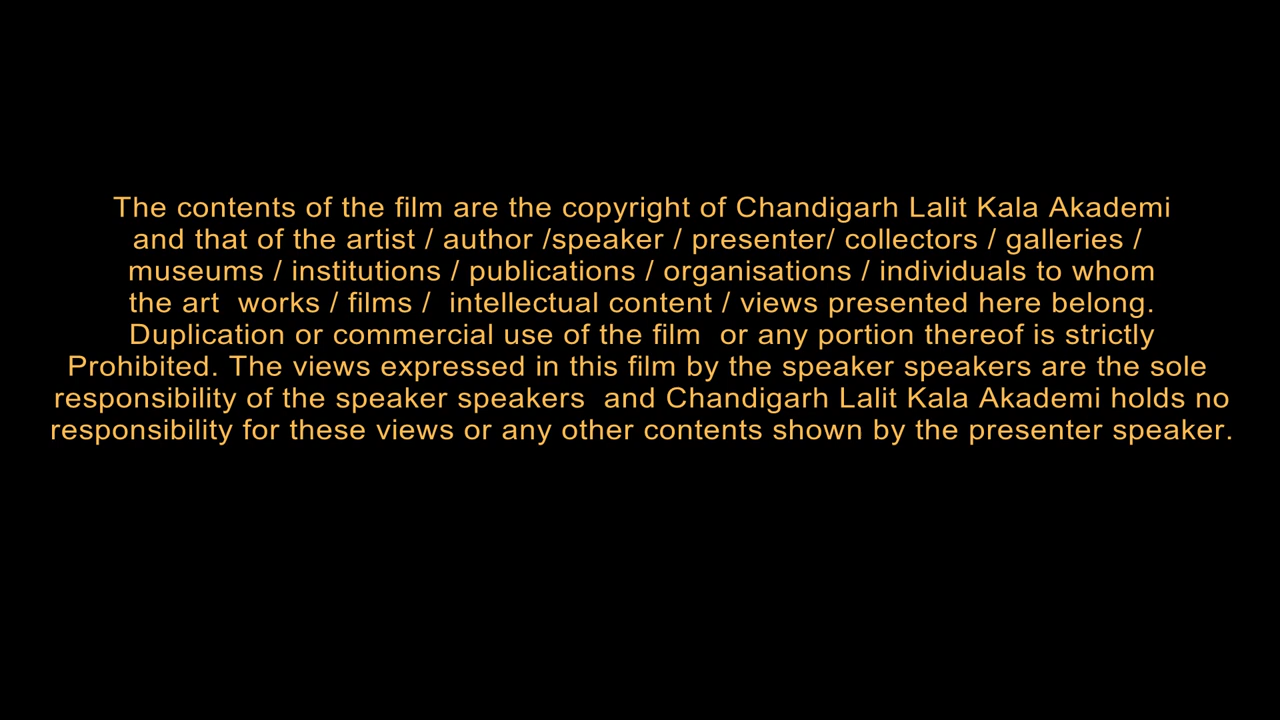 The contents of the film are the copyright of Chandigarh Lalit Kala Akademi
and that of the artist / author /speaker / presenter/ collectors / galleries /
museums / institutions / publications / organisations / individuals to whom
the art  works / films /  intellectual content / views presented here belong.
Duplication or commercial use of the film  or any portion thereof is strictly
Prohibited. The views expressed in this film by the speaker speakers are the sole
responsibility of the speaker speakers  and Chandigarh Lalit Kala Akademi holds no
responsibility for these views or any other contents shown by the presenter speaker.